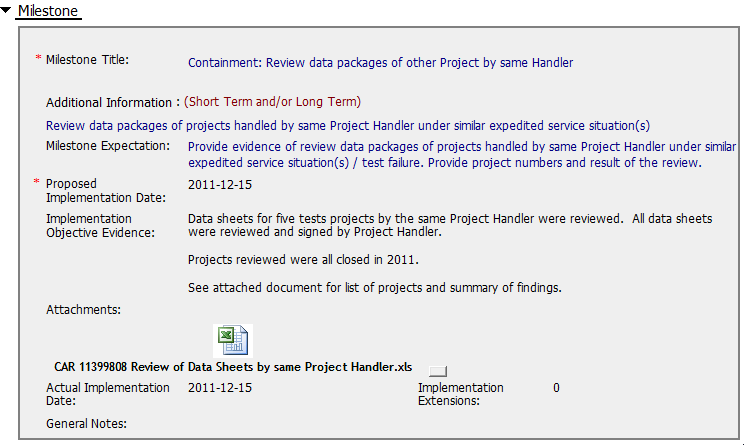 Milestone
* Milestone Title: Containment: Review data packages of other Project by same Handler
Additional Information : (Short Term and/or Long Term)
Review data packages of projects handled by same Project Handler under similar expedited service situation(s)
Milestone Expectation: Provide evidence of review data packages of projects handled by same Project Handler under similar
expedited service situation(s) / test failure. Provide project numbers and result of the review.
* Proposed 2011-12-15
Implementation Date:
Implementation Data sheets for five tests projects by the same Project Handler were reviewed.  All data sheets
Objective Evidence: were reviewed and signed by Project Handler.
Projects reviewed were all closed in 2011.
See attached document for list of projects and summary of findings.
Attachments:
CAR 11399808 Review of Data Sheets by same Project Handler.xls
Actual Implementation 2011-12-15 Implementation 0
Date: Extensions:
General Notes: